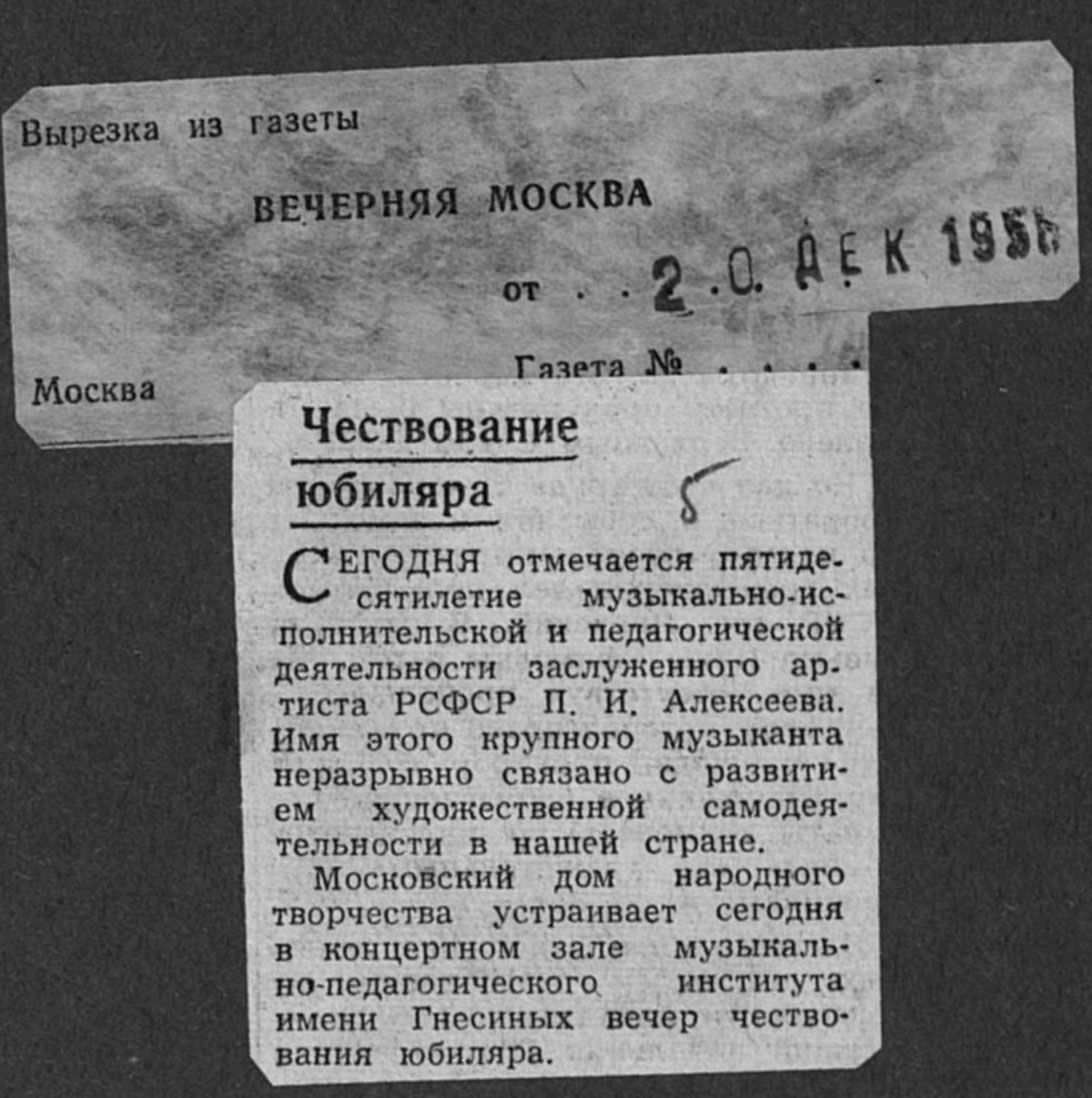 Вырезка из газеты
ВЕЧЕРНЯЯ МОСКВА
от . . 2 . 0. ДЕК
Газета № . . . .
Москва
Чествование
юбиляра
СЕГОДНЯ отмечается пятиде-
сятилетие музыкально-ис-
полнительской и педагогической
деятельности заслуженного ар-
тиста РСФСР П. И. Алексеева.
Имя этого крупного музыканта
неразрывно связано с развити-
ем художественной самодея-
тельности в нашей стране.
Московский дом народного
творчества устраивает сегодня
в концертном зале музыкаль-
но-педагогического института
имени Гнесиных вечер чество-
вания юбиляра.